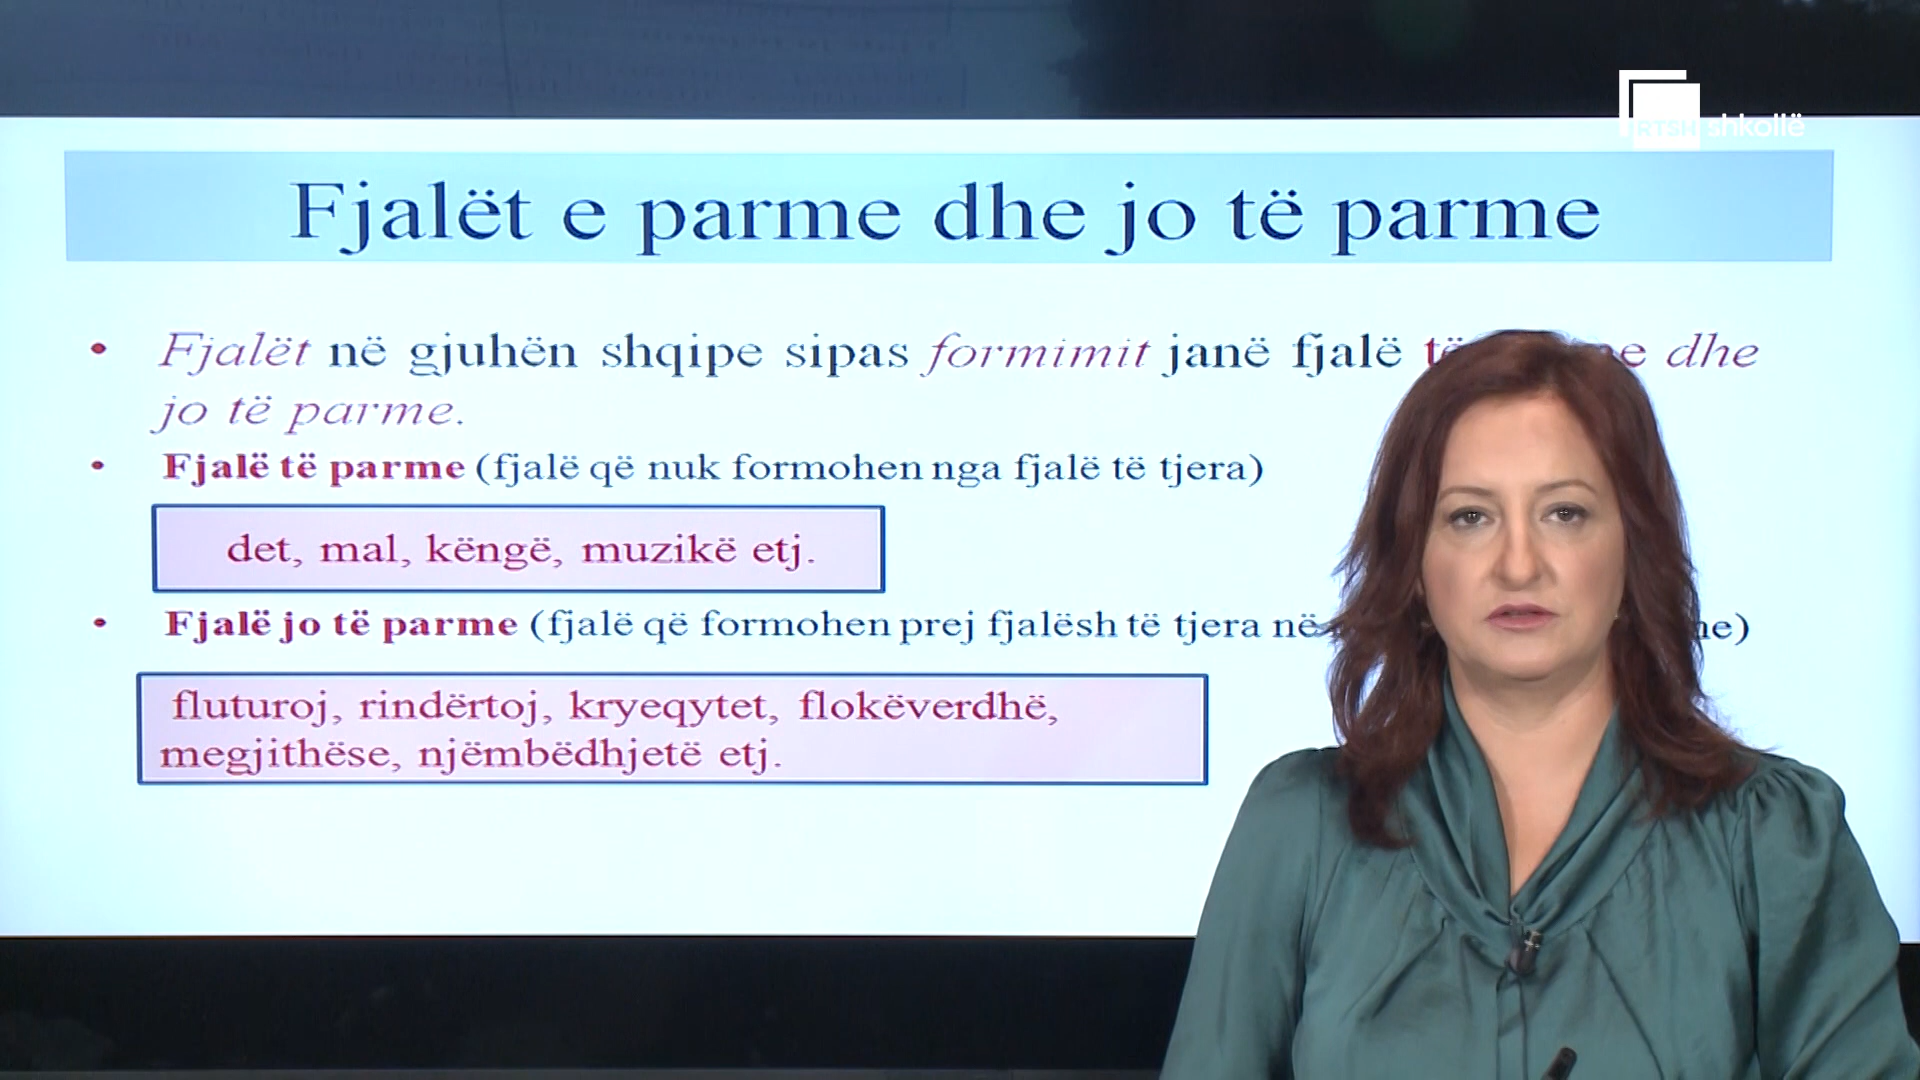 RTSH shkollë
Fjalët e parme dhe jo të parme
• Fjalët në gjuhën shqipe sipas formimit janë fjalë dhe
jo të parme.
• Fjalë të parme (fjalë që nuk formohen nga fjalë të tjera)
det, mal, këngë, muzikë etj.
• Fjalë jo të parme (fjalë që formohen prej fjalësh të tjera në
fluturoj, rindërtoj, kryeqytet, flokëverdhë,
megjithëse, njëmbëdhjetë etj.